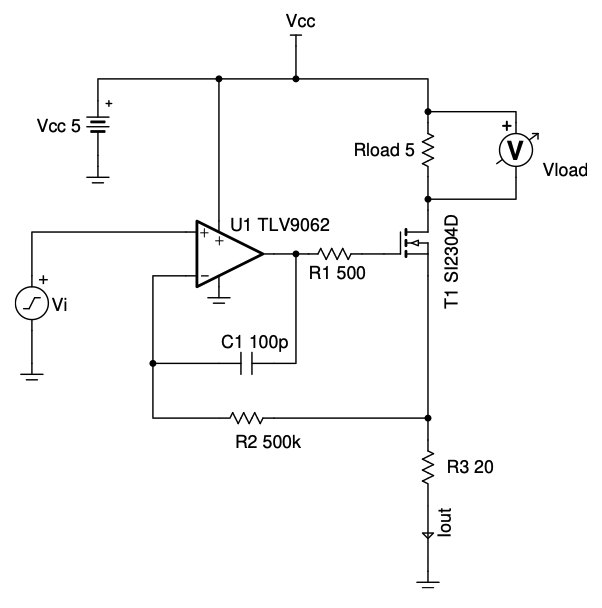 Vcc
+
Vcc 5
Rload 5
+
V
Vload
U1 TLV9062
+
+
−
+
Vi
R1 500
T1 SI2304D
C1 100p
R2 500k
R3 20
Iout